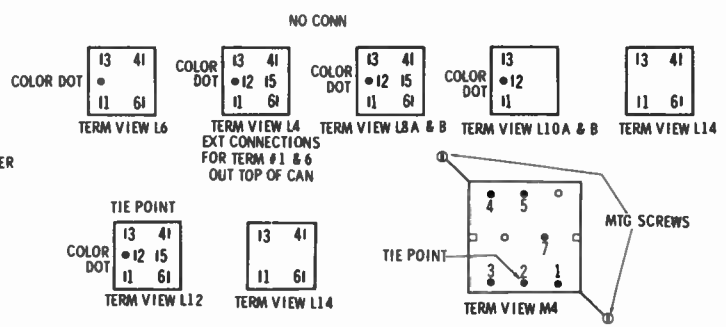 NO CONN
13 41
COLOR DOT
11 61
TERM VIEW L6
COLOR
DOT
13 41
12 15
11 61
TERM VIEW L4
EXT CONNECTIONS
FOR TERM #1 & 6
OUT TOP OF CAN
COLOR
DOT
13 41
12 15
11 61
TERM VIEW L8A & B
COLOR
DOT
13
12
11
TERM VIEW L10A & B
13 41
11 61
TERM VIEW L14
ER
TIE POINT
COLOR
DOT
13 41
12 15
11 61
TERM VIEW L12
13 41
11 61
TERM VIEW L14
4 5
7
TIE POINT
3 2 1
TERM VIEW M4
MTG SCREWS